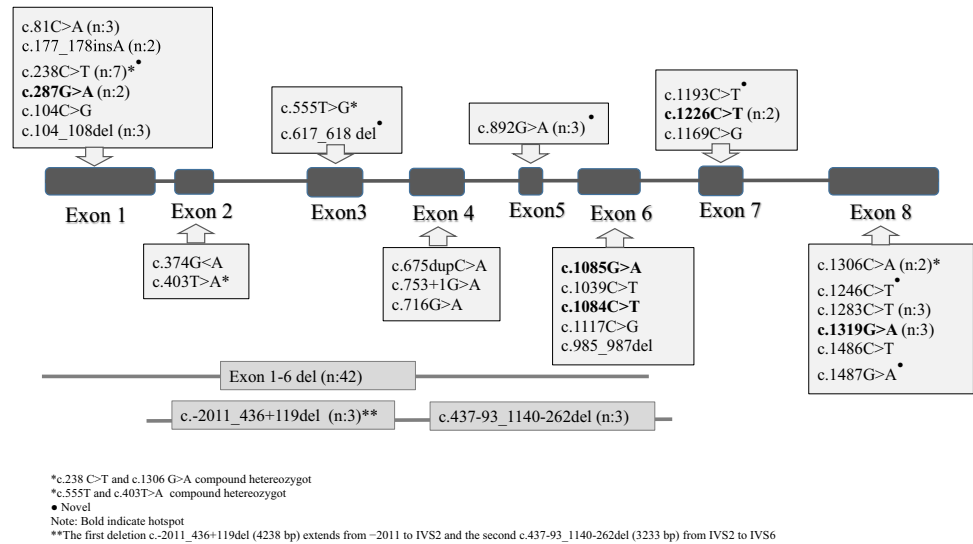 c.81C>A (n:3)
c.177_178insA (n:2)
c.238C>T (n:7)*●
c.287G>A (n:2)
c.104C>G
c.104_108del (n:3)
c.555T>G*
c.617_618 del●
c.892G>A (n:3) ●
c.1193C>T●
c.1226C>T (n:2)
c.1169C>G
Exon 1
Exon 2
Exon3
Exon 4
Exon5
Exon 6
Exon 7
Exon 8
c.374G<A
c.403T>A*
c.675dupC>A
c.753+1G>A
c.716G>A
c.1085G>A
c.1039C>T
c.1084C>T
c.1117C>G
c.985_987del
c.1306C>A (n:2)*
c.1246C>T●
c.1283C>T (n:3)
c.1319G>A (n:3)
c.1486C>T
c.1487G>A●
Exon 1-6 del (n:42)
c.-2011_436+119del (n:3)**
c.437-93_1140-262del (n:3)
*c.238 C>T and c.1306 G>A compound hetereozygot
*c.555T and c.403T>A compound hetereozygot
● Novel
Note: Bold indicate hotspot
**The first deletion c.-2011_436+119del (4238 bp) extends from −2011 to IVS2 and the second c.437-93_1140-262del (3233 bp) from IVS2 to IVS6